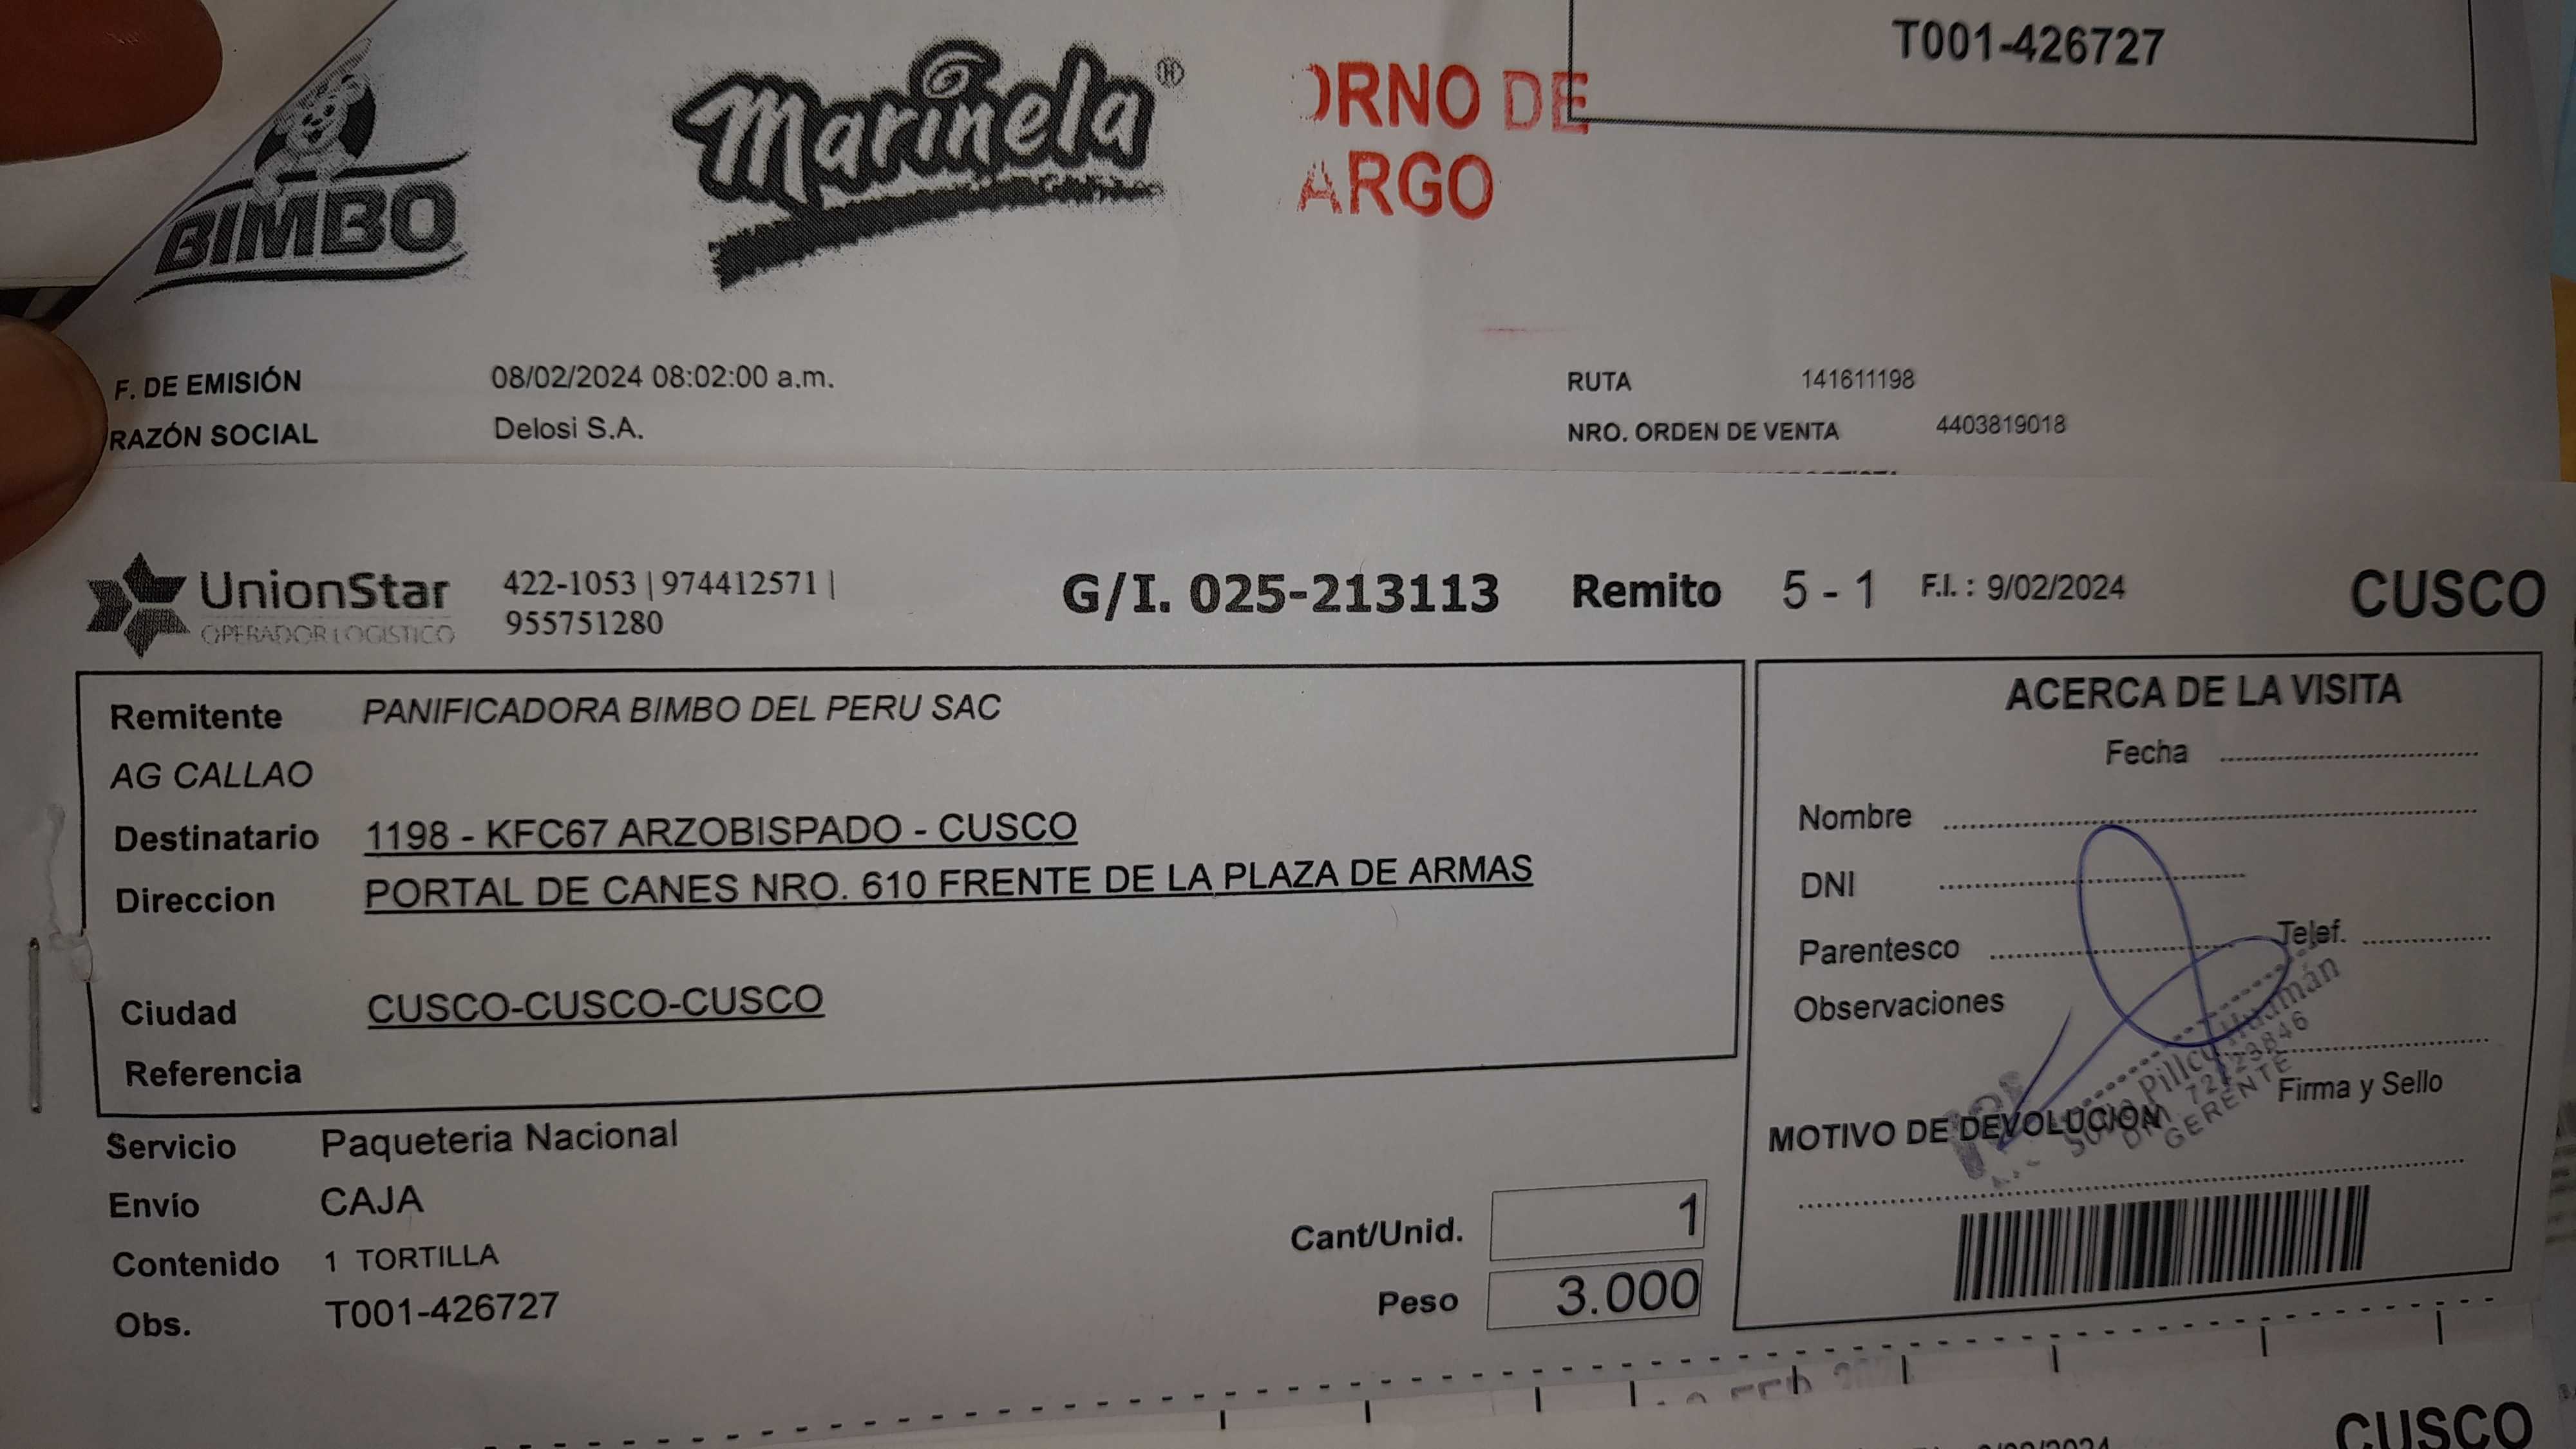 T001-426727
BIMBO
Marinela®
ORNO DE
ARGO
F. DE EMISIÓN 08/02/2024 08:02:00 a.m. RUTA 141611198
RAZÓN SOCIAL Delosi S.A. NRO. ORDEN DE VENTA 4403819018
UnionStar
OPERADOR LOGISTICO
422-1053 | 974412571 |
955751280
G/I. 025-213113 Remito 5 - 1 F.I. : 9/02/2024 CUSCO
Remitente PANIFICADORA BIMBO DEL PERU SAC
AG CALLAO
Destinatario 1198 - KFC67 ARZOBISPADO - CUSCO
Direccion PORTAL DE CANES NRO. 610 FRENTE DE LA PLAZA DE ARMAS
Ciudad CUSCO-CUSCO-CUSCO
Referencia
Servicio Paqueteria Nacional
Envío CAJA
Contenido 1 TORTILLA
Obs. T001-426727
Cant/Unid. 1
Peso 3.000
ACERCA DE LA VISITA
Fecha
Nombre
DNI
Parentesco Telef.
Observaciones
Pillco Huamán
GERENTE
Firma y Sello
MOTIVO DE DEVOLUCION
CUSCO